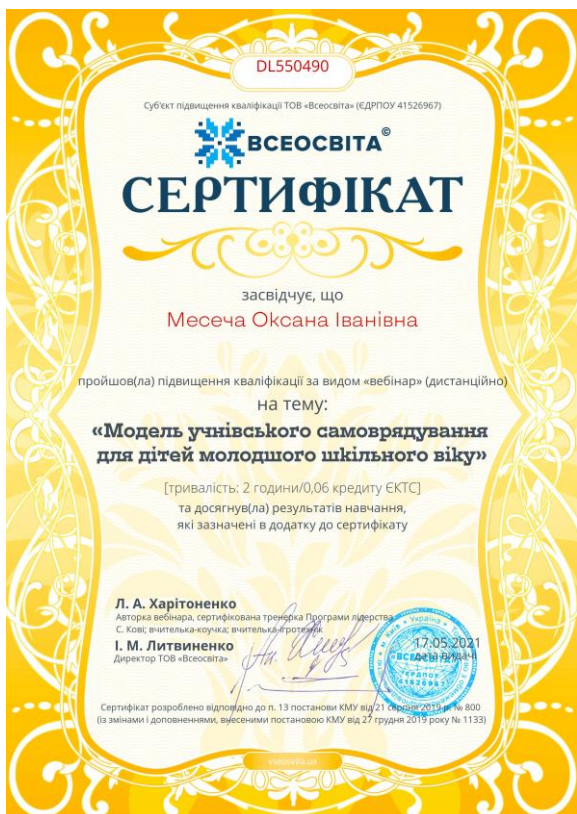 DL550490
Суб'єкт підвищення кваліфікації ТОВ «Всеосвіта» (ЄДРПОУ 41526967)
ВСЕОСВІТА©
СЕРТИФІКАТ
засвідчує, що
Месеча Оксана Іванівна
пройшов(ла) підвищення кваліфікації за видом «вебінар» (дистанційно)
на тему:
«Модель учнівського самоврядування
для дітей молодшого шкільного віку»
[тривалість: 2 години/0,06 кредиту ЄКТС]
та досягнув(ла) результатів навчання,
які зазначені в додатку до сертифікату
Л. А. Харітоненко
Авторка вебінара, сертифікована тренерка Програми лідерства
С. Кові; вчителька-коучка; вчителька-ігротехнік
І. М. Литвиненко
Директор ТОВ «Всеосвіта»
17.05.2021
дата видачі
Сертифікат розроблено відповідно до п. 13 постанови КМУ від 21 серпня 2019 р. № 800
(із змінами і доповненнями, внесеними постановою КМУ від 27 грудня 2019 року № 1133)
vseosvita.ua